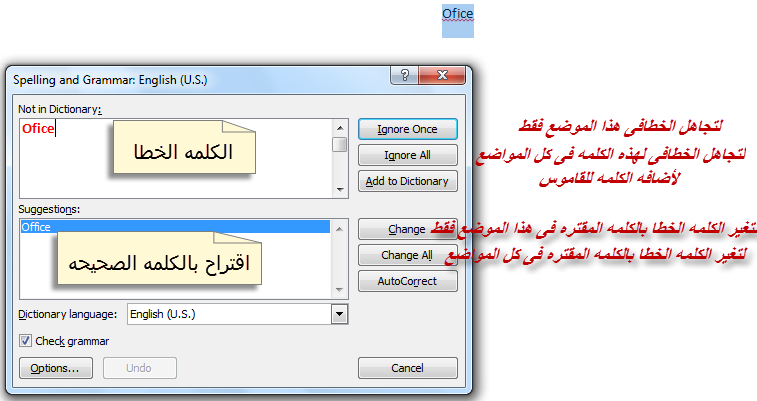 Ofice
Spelling and Grammar: English (U.S.)
Not in Dictionary:
Ofice
الكلمه الخطا
Ignore Once
لتجاهل الخطافى هذا الموضع فقط
Ignore All
لتجاهل الخطافى لهذه الكلمه فى كل المواضع
Add to Dictionary
لأضافه الكلمه للقاموس
Suggestions:
Office
اقتراح بالكلمه الصحيحه
Change
لتغير الكلمه الخطا بالكلمه المقتره فى هذا الموضع فقط
Change All
لتغير الكلمه الخطا بالكلمه المقتره فى كل المواضع
AutoCorrect
Dictionary language:
English (U.S.)
Check grammar
Options...
Undo
Cancel